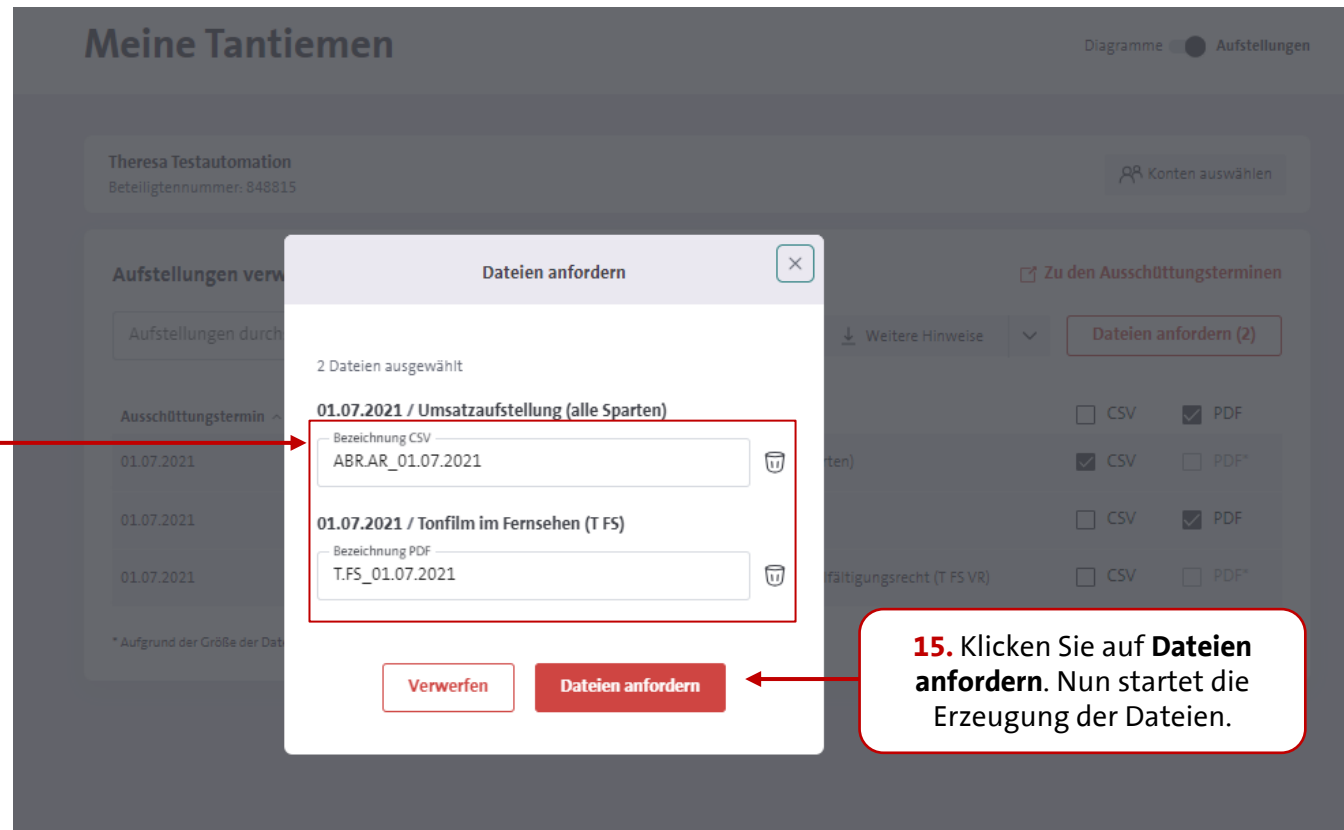 Meine Tantiemen
Diagramme Aufstellungen
Theresa Testautomation
Beteiligtennummer: 848815
Konten auswählen
Aufstellungen verw
Zu den Ausschüttungsterminen
Aufstellungen durch
Weitere Hinweise
Dateien anfordern (2)
Ausschüttungstermin
CSV PDF
01.07.2021
rten)
CSV PDF*
01.07.2021
CSV PDF
01.07.2021
lfältigungsrecht (T FS VR)
CSV PDF*
* Aufgrund der Größe der Date
Dateien anfordern
2 Dateien ausgewählt
01.07.2021 / Umsatzaufstellung (alle Sparten)
Bezeichnung CSV
ABR.AR_01.07.2021
01.07.2021 / Tonfilm im Fernsehen (T FS)
Bezeichnung PDF
T.FS_01.07.2021
Verwerfen
Dateien anfordern
15. Klicken Sie auf Dateien
anfordern. Nun startet die
Erzeugung der Dateien.